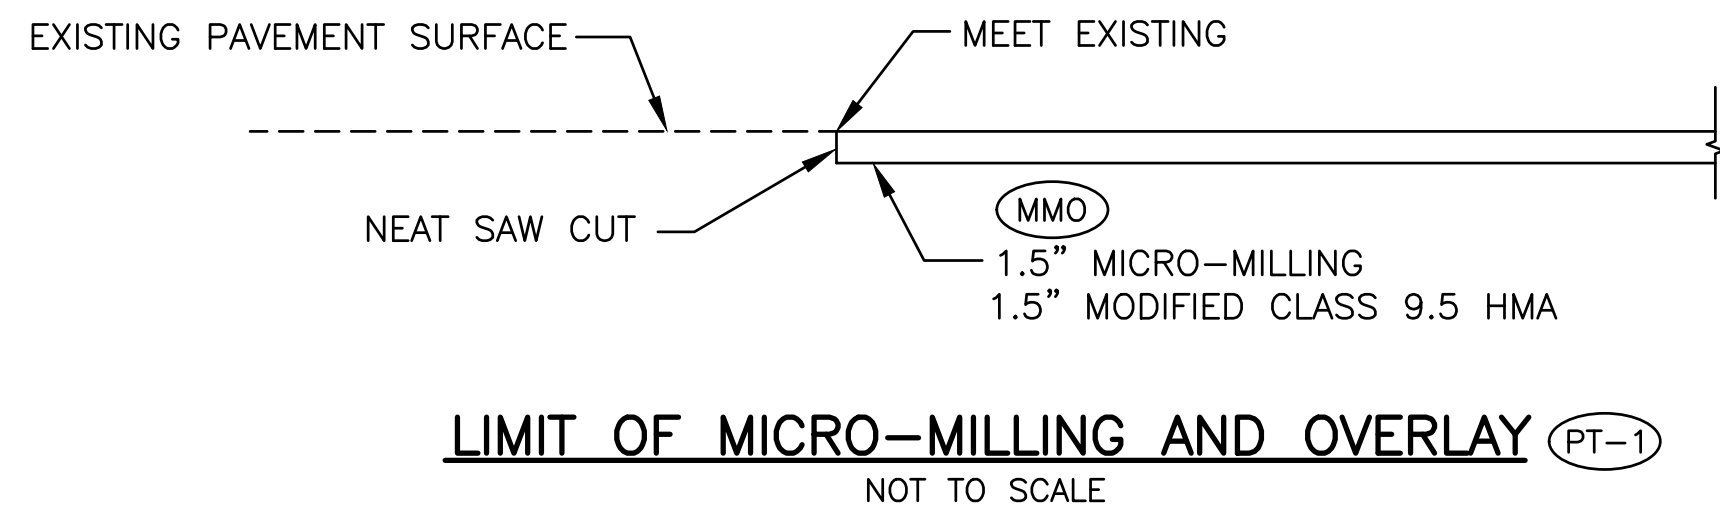 EXISTING PAVEMENT SURFACE
MEET EXISTING
NEAT SAW CUT
MMO
1.5” MICRO–MILLING
1.5” MODIFIED CLASS 9.5 HMA
LIMIT OF MICRO–MILLING AND OVERLAY
PT–1
NOT TO SCALE